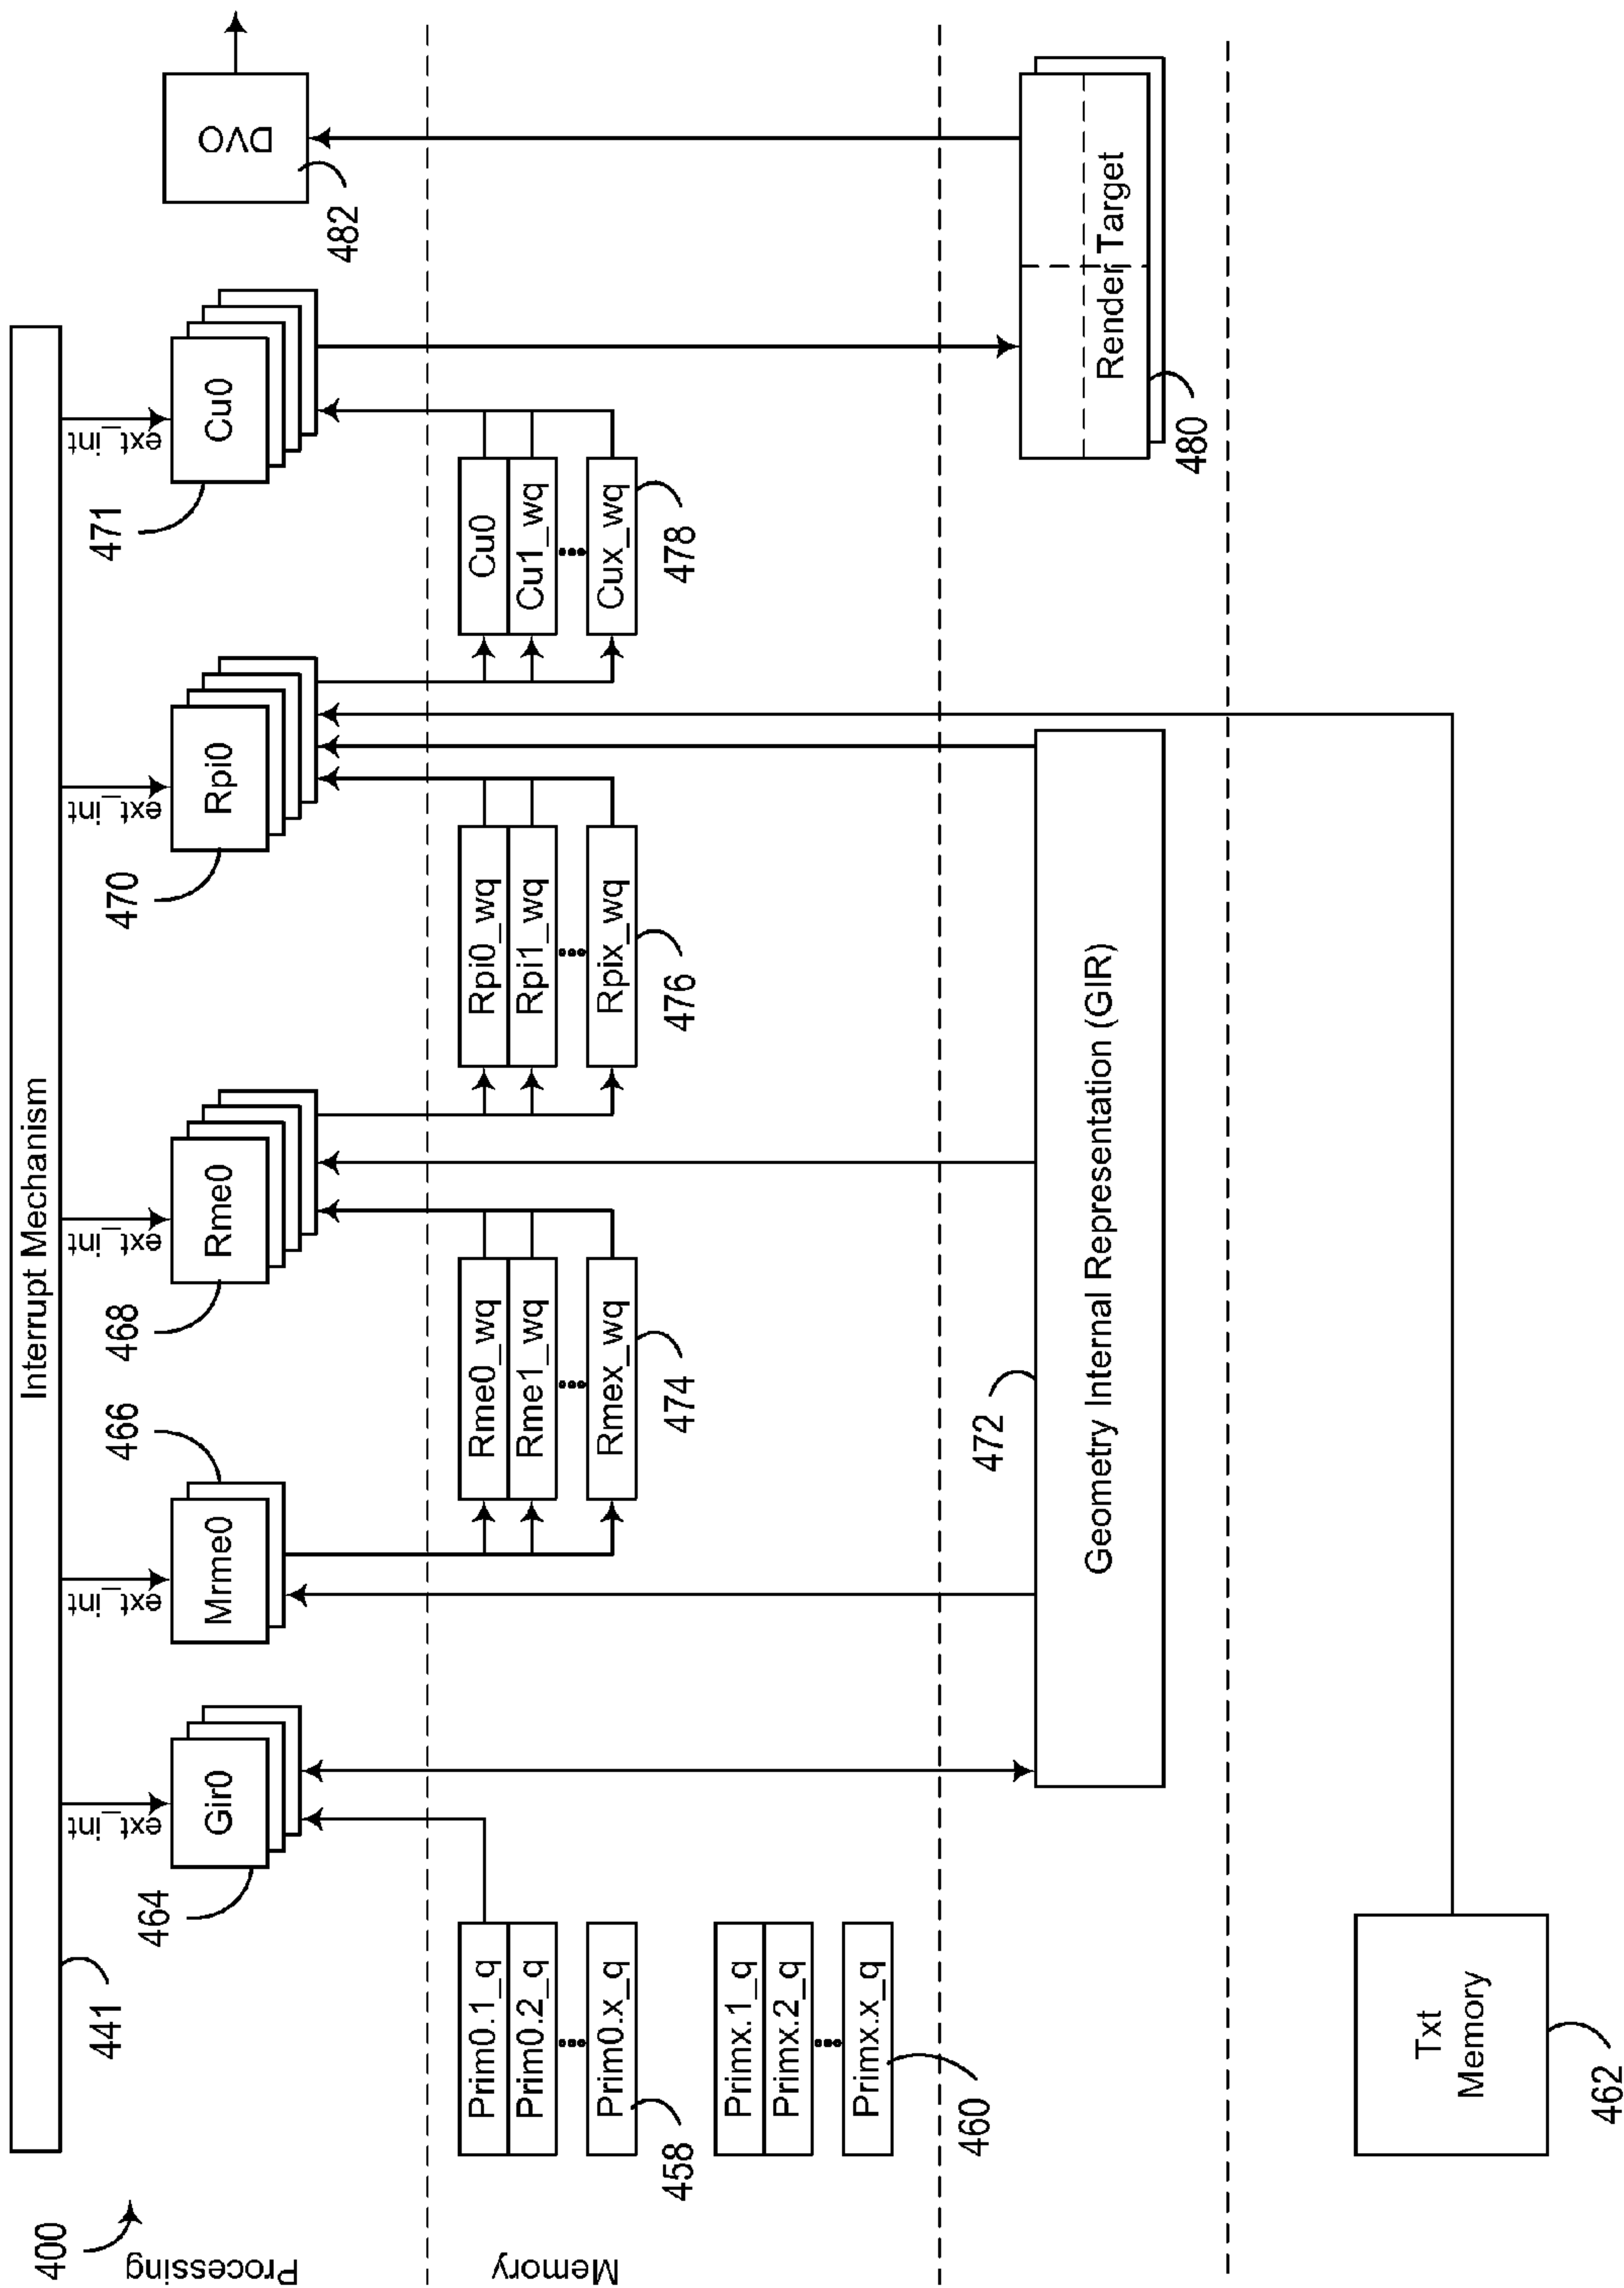 400
Processing
Memory
441
Interrupt Mechanism
ext_int
ext_int
ext_int
ext_int
ext_int
464
Gir0
466
Mrme0
468
Rme0
470
Rpi0
471
Cu0
DVO
482
Prim0.1_q
Prim0.2_q
Prim0.x_q
458
Primx.1_q
Primx.2_q
Primx.x_q
460
Rme0_wq
Rme1_wq
Rmex_wq
474
Rpi0_wq
Rpi1_wq
Rpix_wq
476
Cu0
Cu1_wq
Cux_wq
478
472
Geometry Internal Representation (GIR)
Render Target
480
Txt
Memory
462